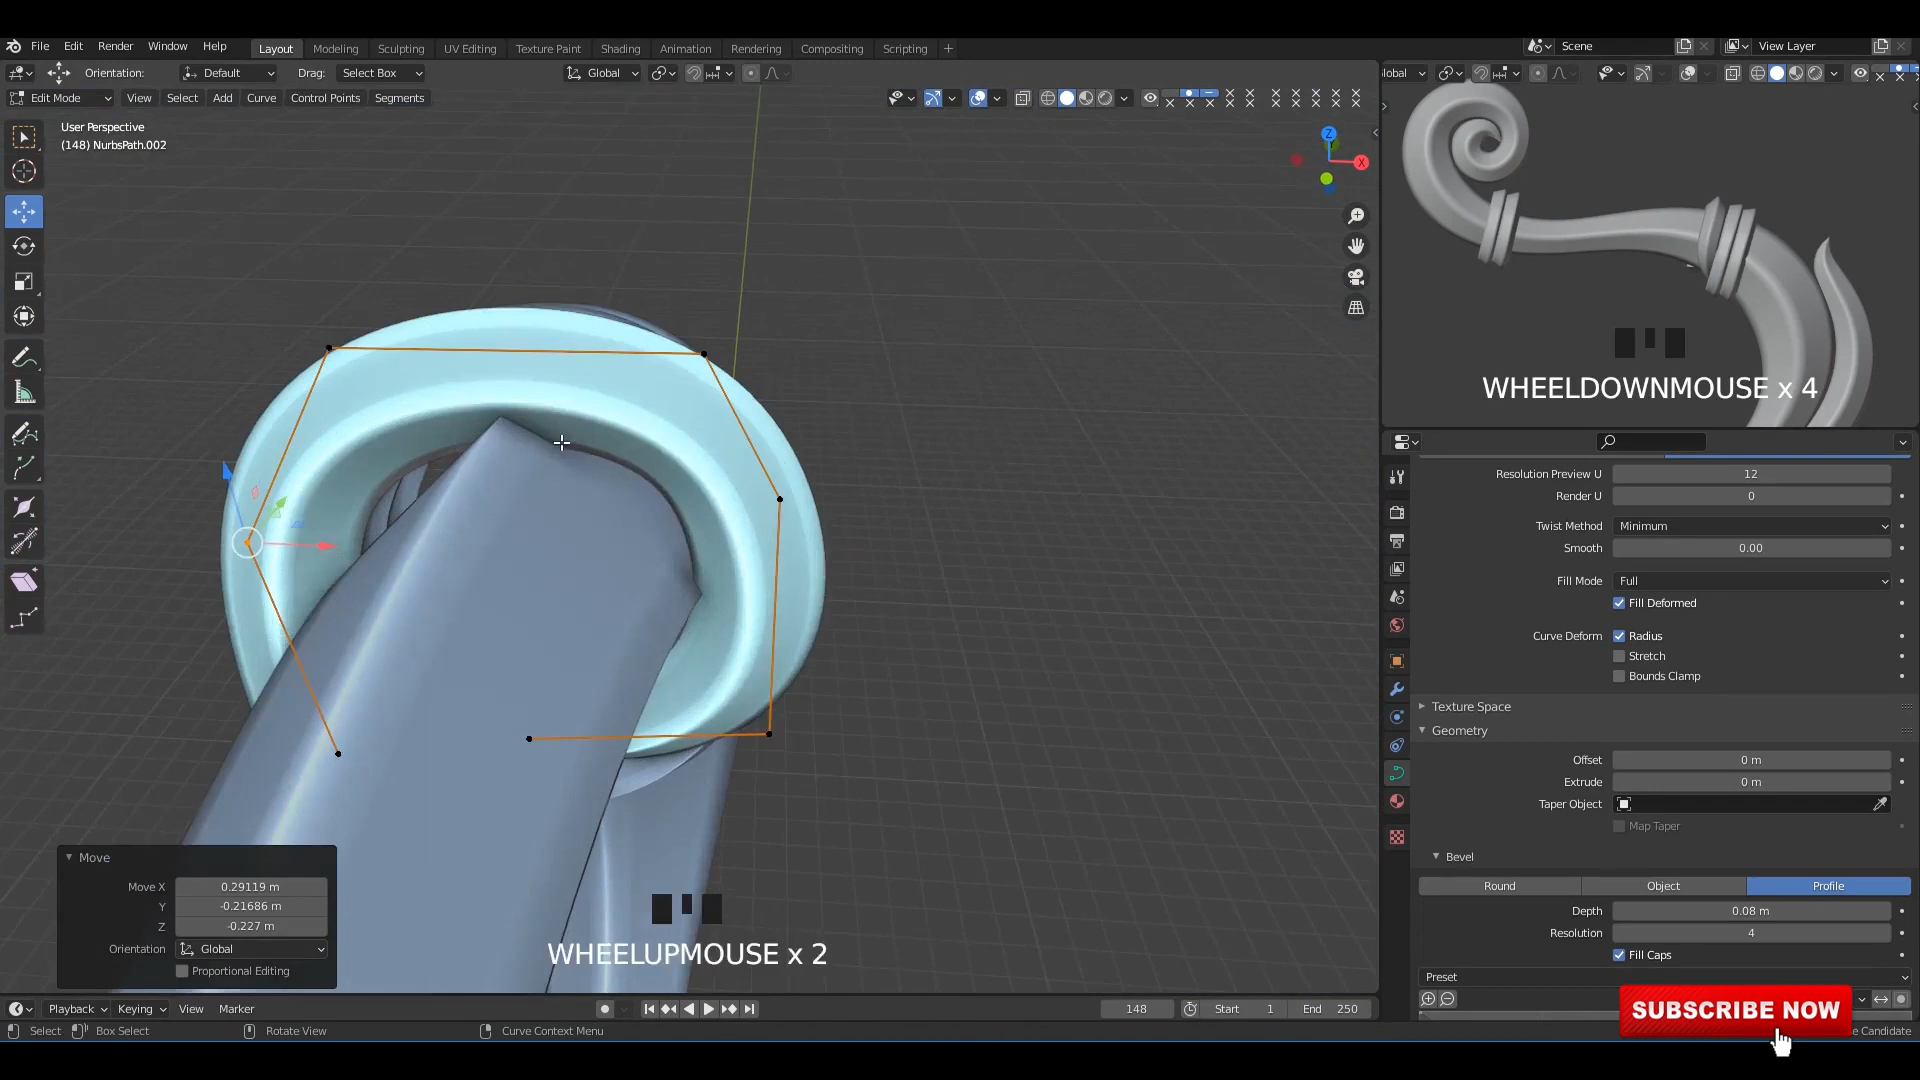 File Edit Render Window Help Layout Modeling Sculpting UV Editing Texture Paint Shading Animation Rendering Compositing Scripting + Scene View Layer
Orientation: Default Drag: Select Box Global
Edit Mode View Select Add Curve Control Points Segments
User Perspective
(148) NurbsPath.002
Z
X
WHEELDOWNMOUSE x 4
Resolution Preview U 12
Render U 0
Twist Method Minimum
Smooth 0.00
Fill Mode Full
Fill Deformed
Curve Deform Radius
Stretch
Bounds Clamp
Texture Space
Geometry
Offset 0 m
Extrude 0 m
Taper Object
Map Taper
Bevel
Round Object Profile
Depth 0.08 m
Resolution 4
Fill Caps
Preset
Move
Move X 0.29119 m
Y -0.21686 m
Z -0.227 m
Orientation Global
Proportional Editing
WHEELUPMOUSE x 2
SUBSCRIBE NOW
Playback Keying View Marker 148 Start 1 End 250
Select Box Select Rotate View Curve Context Menu e Candidate